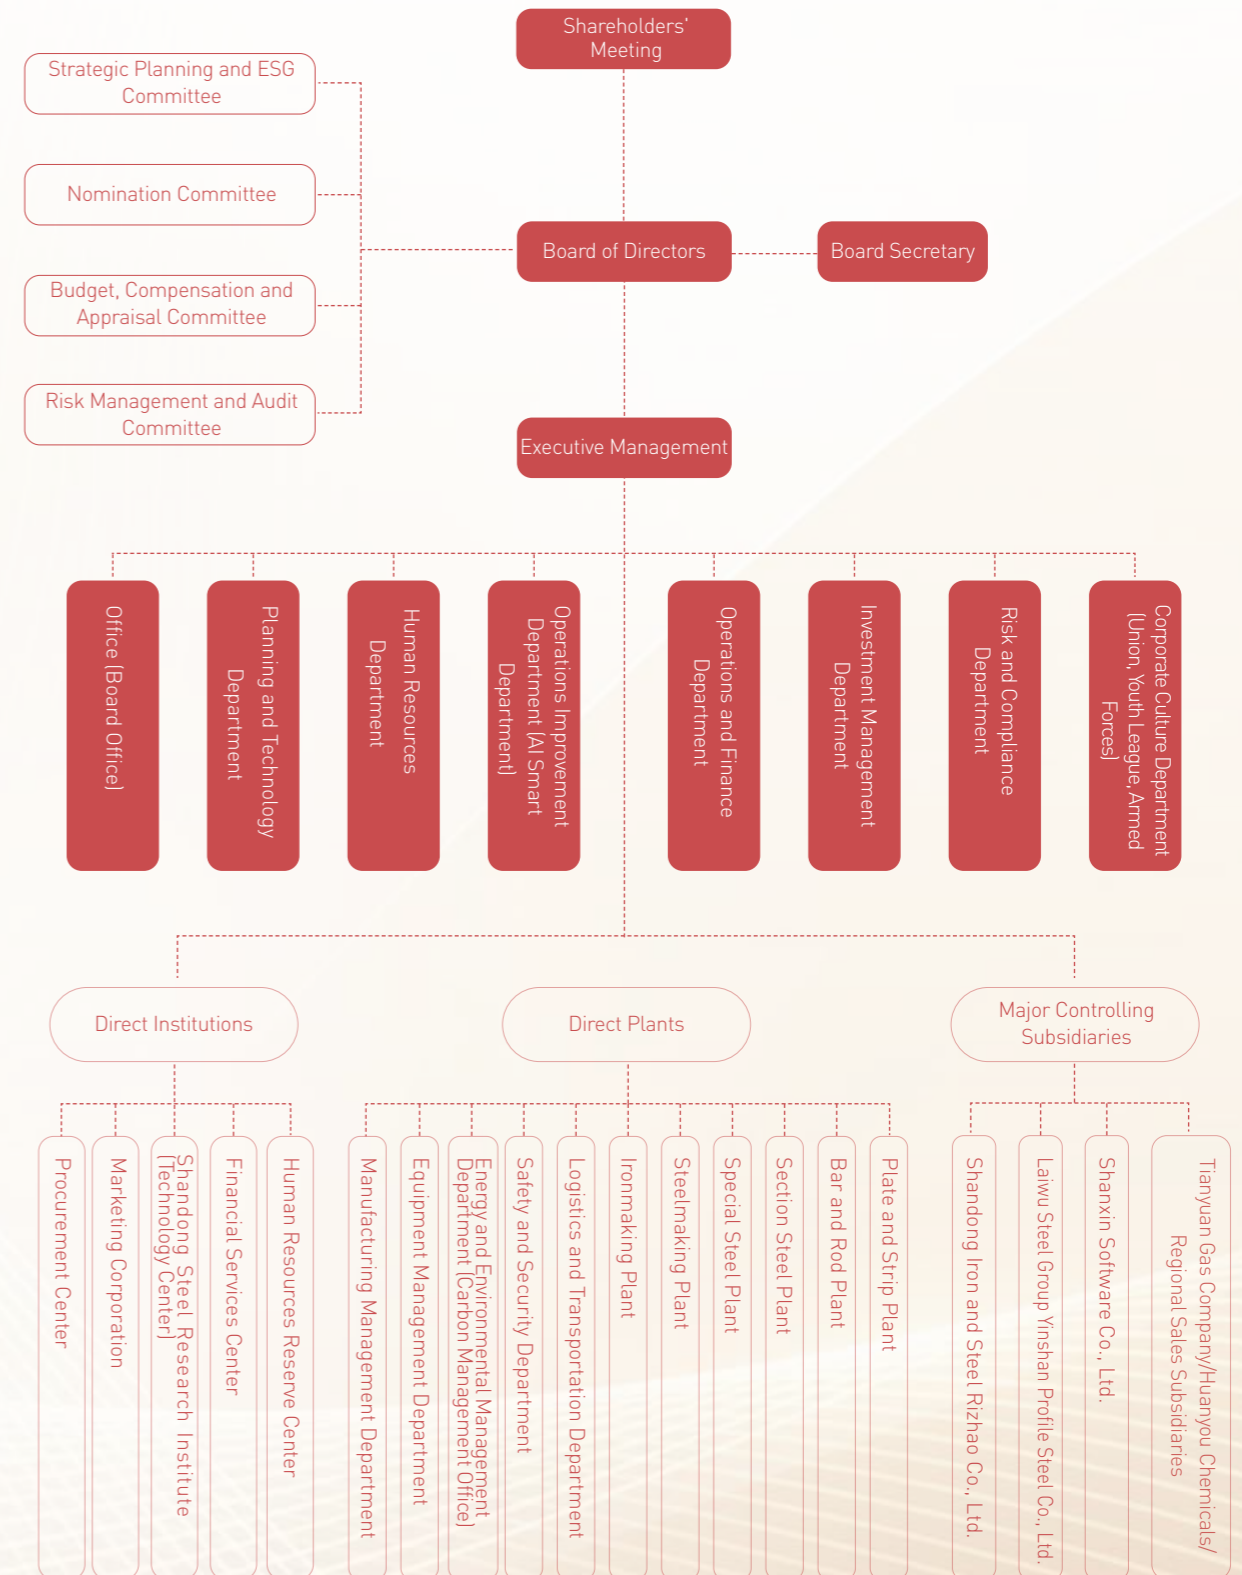 Shareholders'
Meeting
Strategic Planning and ESG
Committee
Nomination Committee
Board of Directors
Board Secretary
Budget, Compensation and
Appraisal Committee
Risk Management and Audit
Committee
Executive Management
Office (Board Office)
Planning and Technology
Department
Human Resources
Department
Operations Improvement
Department (AI Smart
Department)
Operations and Finance
Department
Investment Management
Department
Risk and Compliance
Department
Corporate Culture Department
(Union, Youth League, Armed
Forces)
Direct Institutions
Direct Plants
Major Controlling
Subsidiaries
Procurement Center
Marketing Corporation
Shandong Steel Research Institute
(Technology Center)
Financial Services Center
Human Resources Reserve Center
Manufacturing Management Department
Equipment Management Department
Energy and Environmental Management
Department (Carbon Management Office)
Safety and Security Department
Logistics and Transportation Department
Ironmaking Plant
Steelmaking Plant
Special Steel Plant
Section Steel Plant
Bar and Rod Plant
Plate and Strip Plant
Shandong Iron and Steel Rizhao Co., Ltd.
Laiwu Steel Group Yinshan Profile Steel Co., Ltd.
Shanxin Software Co., Ltd.
Tianyuan Gas Company/Huanyou Chemicals/
Regional Sales Subsidiaries